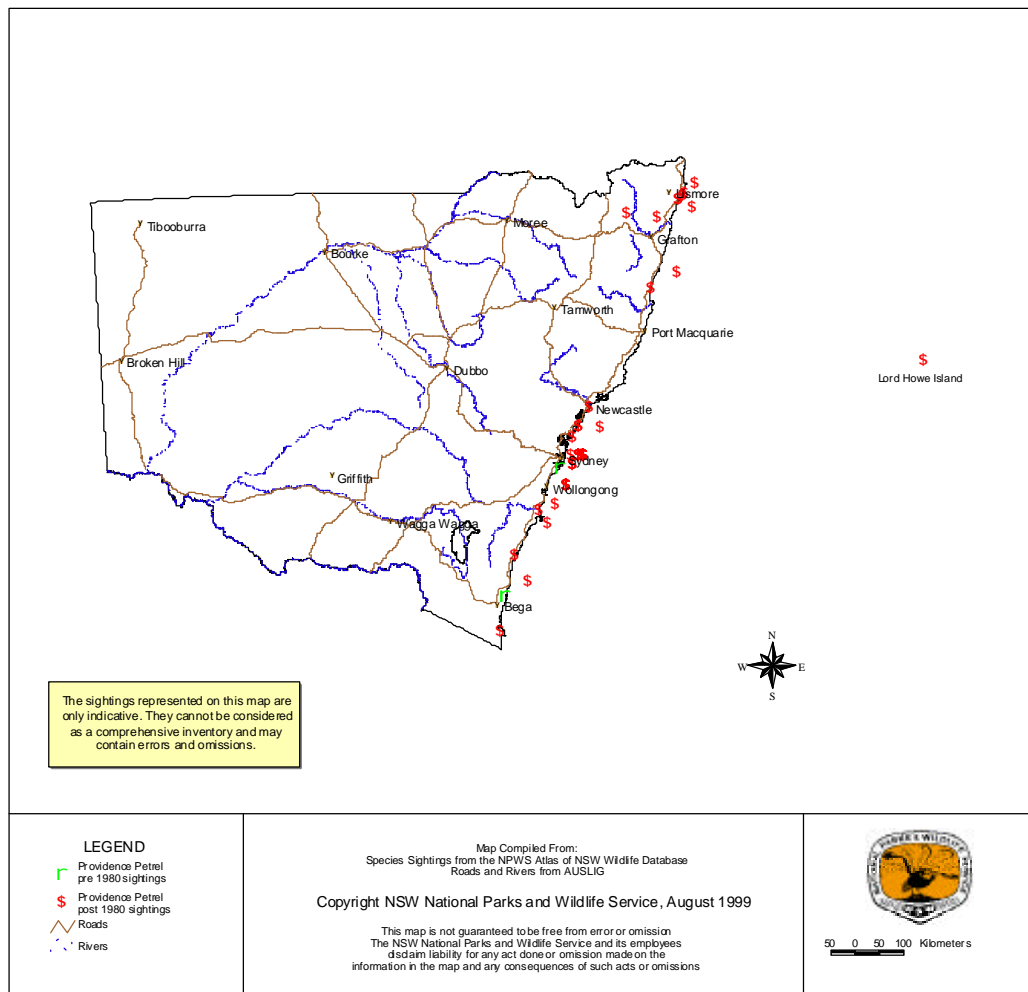 Lismore
Tibooburra
Moree
Grafton
Bourke
Tamworth
Port Macquarie
Broken Hill
Dubbo
Lord Howe Island
Newcastle
Sydney
Griffith
Wollongong
Wagga Wagga
Bega
N
W E
S
The sightings represented on this map are
only indicative. They cannot be considered
as a comprehensive inventory and may
contain errors and omissions.
LEGEND
r Providence Petrel
pre 1980 sightings
$ Providence Petrel
post 1980 sightings
Roads
Rivers
Map Compiled From:
Species Sightings from the NPWS Atlas of NSW Wildlife Database
Roads and Rivers from AUSLIG
Copyright NSW National Parks and Wildlife Service, August 1999
This map is not guaranteed to be free from error or omission
The NSW National Parks and Wildlife Service and its employees
disclaim liability for any act done or omission made on the
information in the map and any consequences of such acts or omissions
50 0 50 100 Kilometers